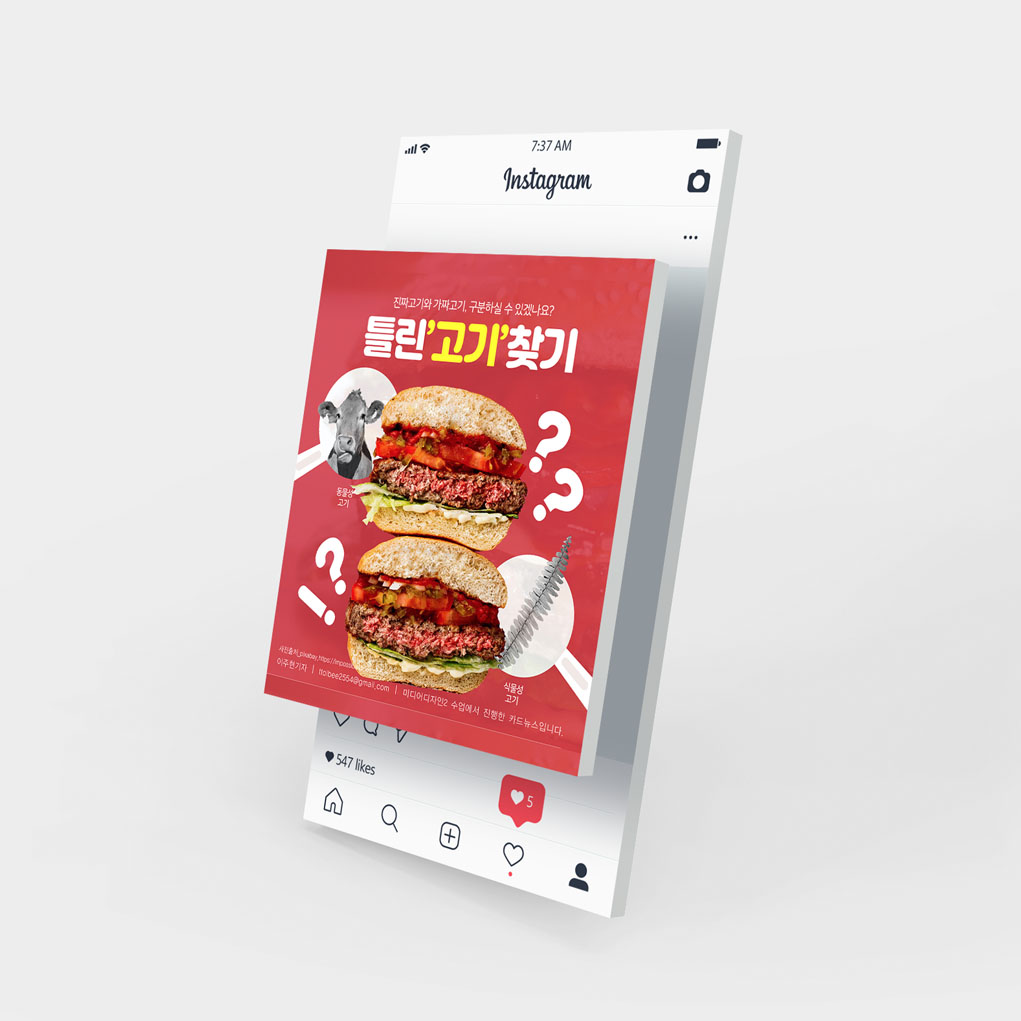 7:37 AM
Instagram
진짜고기와 가짜고기, 구분하실 수 있겠나요?
틀린'고기'찾기
동물성
고기
식물성
고기
사진출처_pixabay,https://
이주현기자 | ttolbee2554@gmail.com | 미디어디자인2 수업에서 진행한 카드뉴스입니다.
547 likes
5